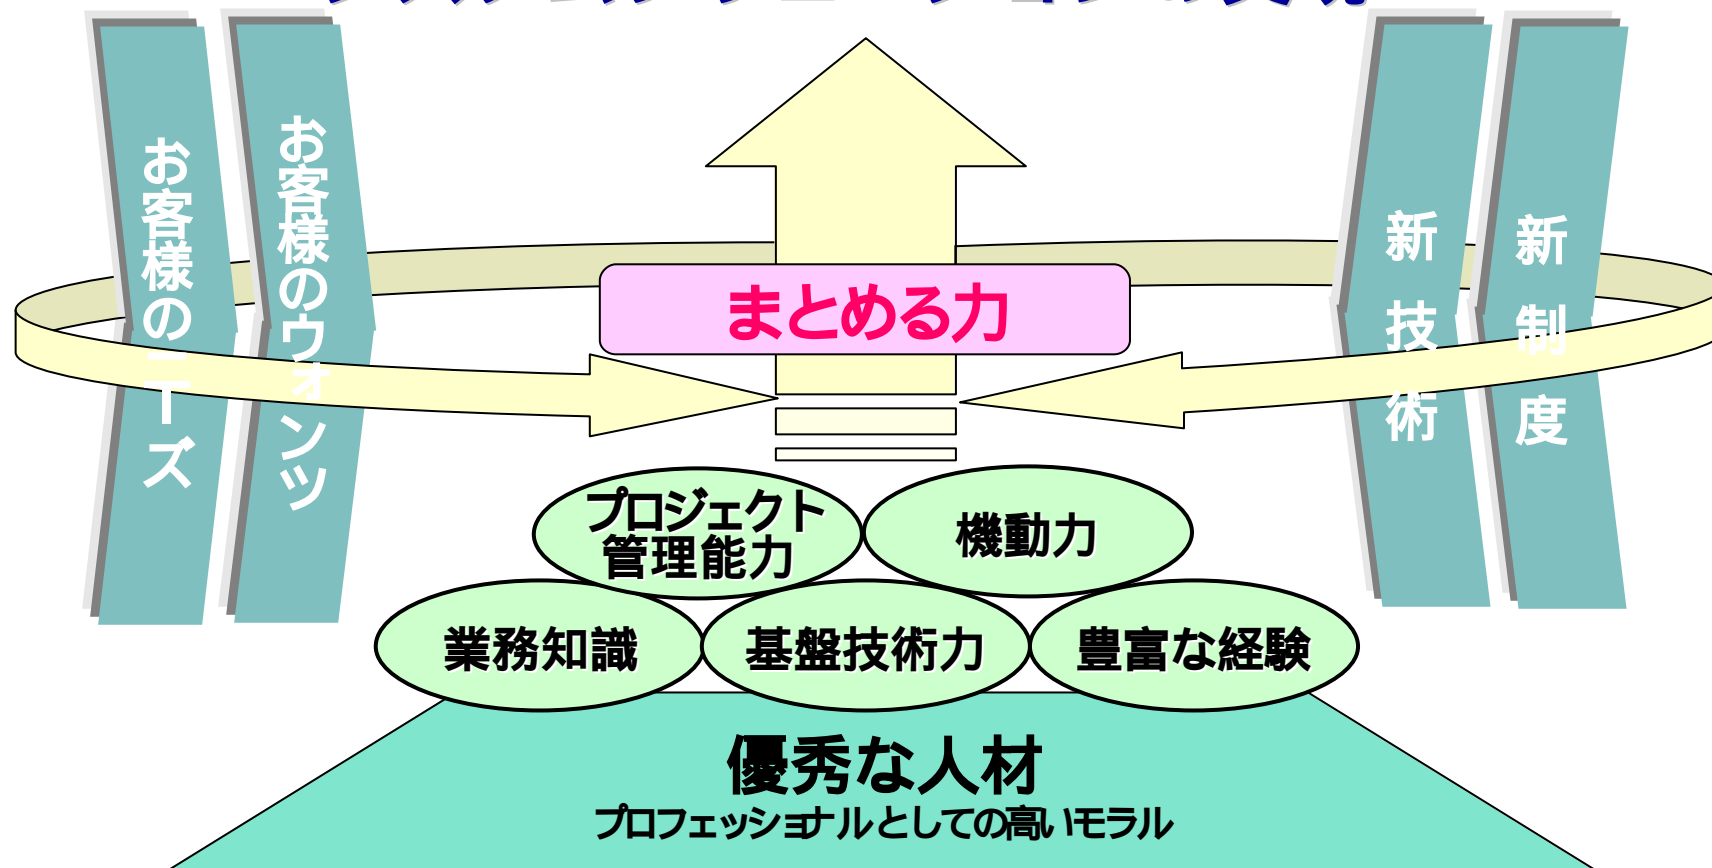 お客様のニーズ
お客様のウォンツ
新技術
新制度
まとめる力
プロジェクト
管理能力
機動力
業務知識
基盤技術力
豊富な経験
優秀な人材
プロフェッショナルとしての高いモラル